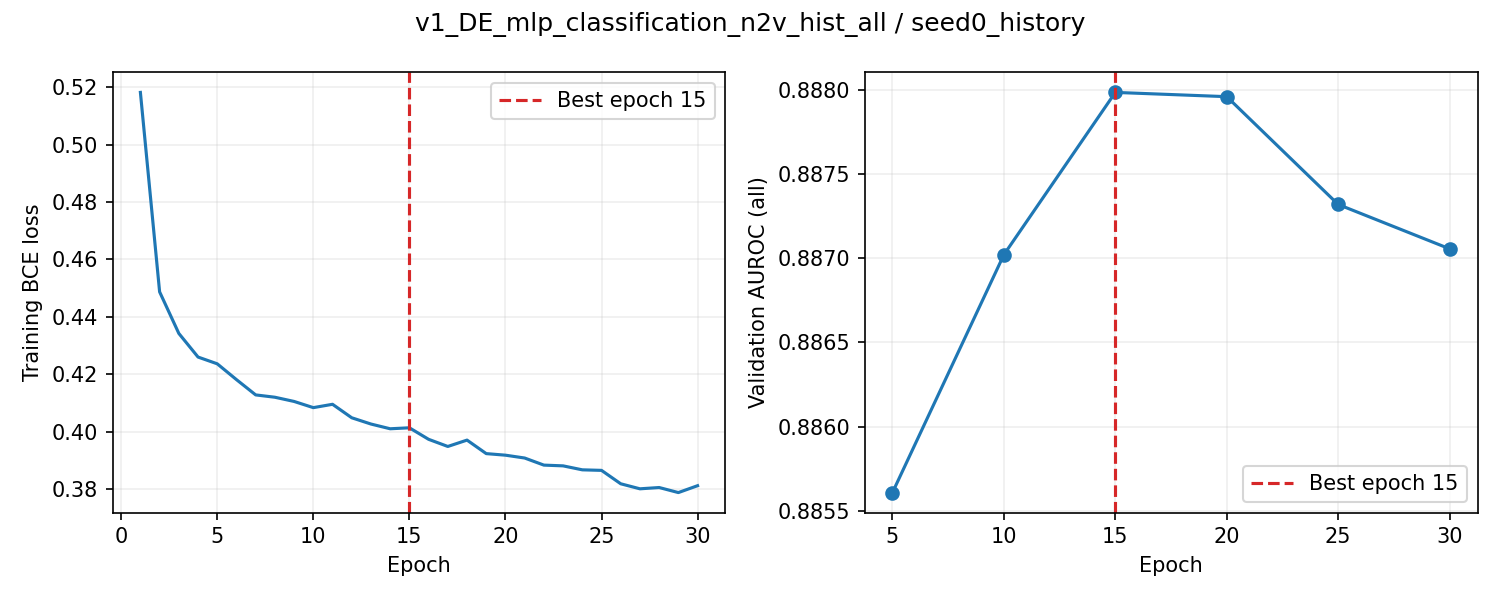 v1_DE_mlp_classification_n2v_hist_all / seed0_history
0.52
0.50
0.48
0.46
0.44
0.42
0.40
0.38
Training BCE loss
Best epoch 15
0 5 10 15 20 25 30
Epoch
0.8880
0.8875
0.8870
0.8865
0.8860
0.8855
Validation AUROC (all)
Best epoch 15
5 10 15 20 25 30
Epoch